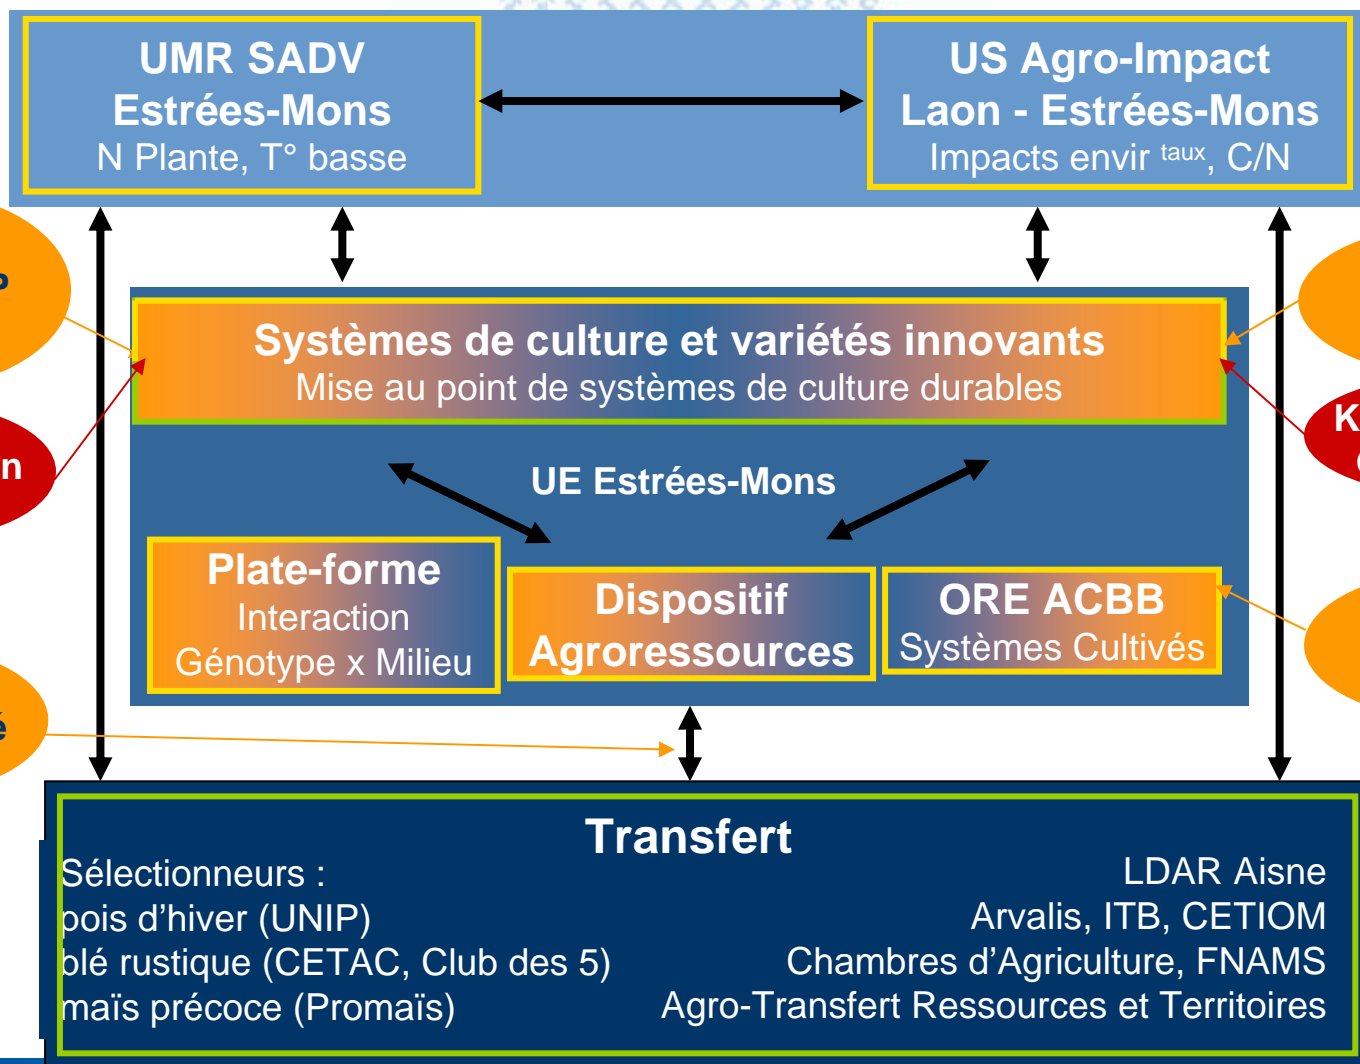 UMR SADV
Estrées-Mons
N Plante, T° basse
US Agro-Impact
Laon - Estrées-Mons
Impacts envir taux, C/N
Systèmes de culture et variétés innovants
Mise au point de systèmes de culture durables
UE Estrées-Mons
Plate-forme
Interaction
Génotype x Milieu
Dispositif
Agroressources
ORE ACBB
Systèmes Cultivés
Transfert
Sélectionneurs :
pois d'hiver (UNIP)
blé rustique (CETAC, Club des 5)
maïs précoce (Promaïs)
LDAR Aisne
Arvalis, ITB, CETIOM
Chambres d'Agriculture, FNAMS
Agro-Transfert Ressources et Territoires